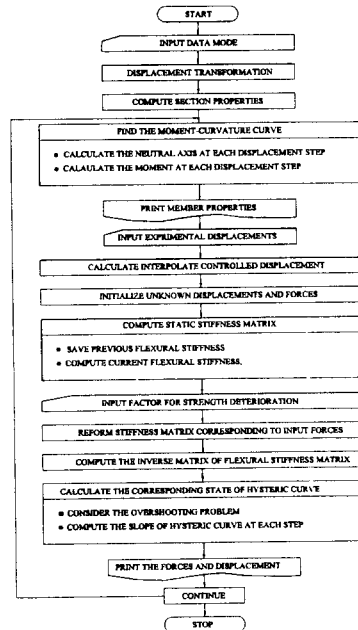 START
INPUT DATA MODE
DISPLACEMENT TRANSFORMATION
COMPUTE SECTION PROPERTIES
FIND THE MOMENT-CURVATURE CURVE
• CALCULATE THE NEUTRAL AXIS AT EACH DISPLACEMENT STEP
• CALAULATE THE MOMENT AT EACH DISPLACEMENT STEP
PRINT MEMBER PROPERTIES
INPUT EXPRIMENTAL DISPLACEMENTS
CALCULATE INTERPOLATE CONTROLLED DISPLACEMENT
INITIALIZE UNKNOWN DISPLACEMENTS AND FORCES
COMPUTE STATIC STIFFNESS MATRIX
• SAVE PREVIOUS FLEXURAL STIFFNESS
• COMPUTE CURRENT FLEXURAL STIFFNESS.
INPUT FACTOR FOR STRENGTH DETERIORATION
REFORM STIFFNESS MATRIX CORRESPONDING TO INPUT FORCES
COMPUTE THE INVERSE MATRIX OF FLEXURAL STIFFNESS MATRIX
CALCULATE THE CORRESPONDING STATE OF HYSTERIC CURVE
■ CONSIDER THE OVERSHOOTING PROBLEM
• COMPUTE THE SLOPE OF HYSTERIC CURVE AT EACH STEP
PRINT THE FORCES AND DISPLACEMENT
CONTINUE
STOP